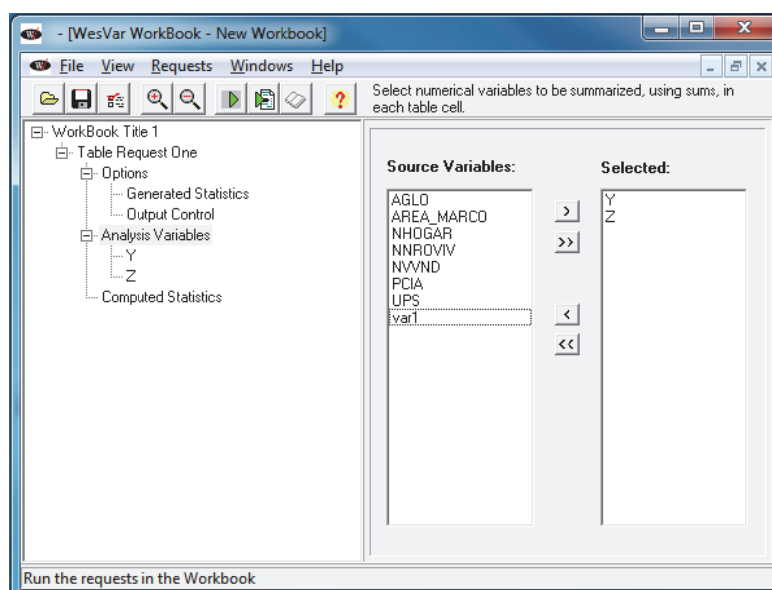 - [WesVar WorkBook - New Workbook]
File View Requests Windows Help
Select numerical variables to be summarized, using sums, in
each table cell.
WorkBook Title 1
Table Request One
Options
Generated Statistics
Output Control
Analysis Variables
Y
Z
Computed Statistics
Source Variables:
AGLO
AREA_MARCO
NHOGAR
NNROVIV
NVVND
PCIA
UPS
var1
>
>>
<
<<
Selected:
Y
Z
Run the requests in the Workbook